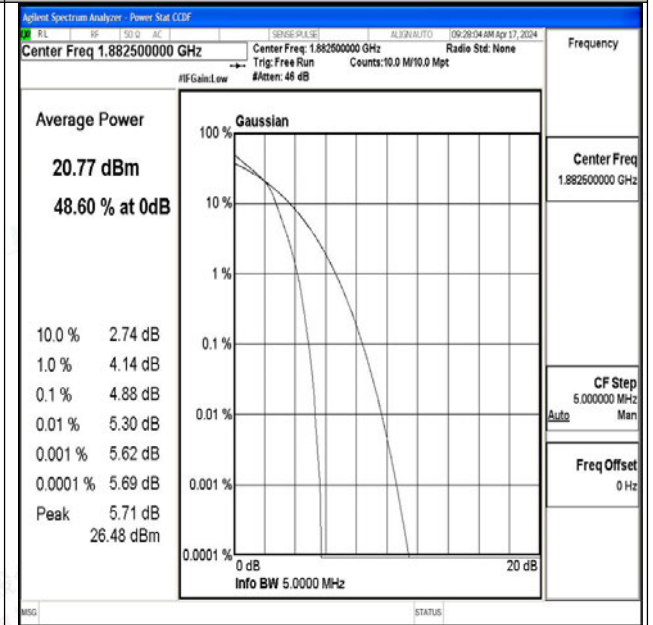 Agilent Spectrum Analyzer - Power Stat CCDF
RL RF 50 Ω AC SENSE:PULSE ALIGN AUTO 09:28:04 AM Apr 17, 2024
Center Freq 1.882500000 GHz
Center Freq: 1.882500000 GHz Radio Std: None
Trig: Free Run Counts:10.0 M/10.0 Mpt
#IFGain:Low #Atten: 46 dB
Frequency
Average Power
20.77 dBm
48.60 % at 0dB
10.0 % 2.74 dB
1.0 % 4.14 dB
0.1 % 4.88 dB
0.01 % 5.30 dB
0.001 % 5.62 dB
0.0001 % 5.69 dB
Peak 5.71 dB
26.48 dBm
Gaussian
100 %
10 %
1 %
0.1 %
0.01 %
0.001 %
0.0001 %
0 dB 20 dB
Info BW 5.0000 MHz
Center Freq
1.882500000 GHz
CF Step
5.000000 MHz
Auto Man
Freq Offset
0 Hz
MSG STATUS